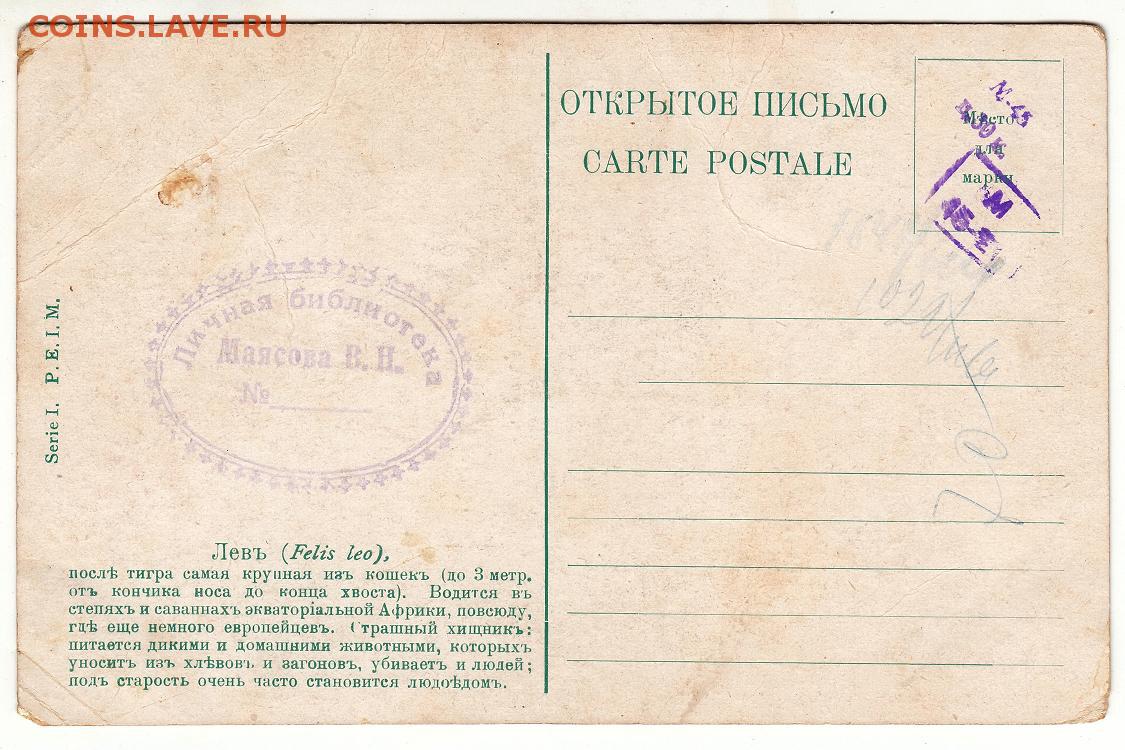 COINS.LAVE.RU
ОТКРЫТОЕ ПИСЬМО
CARTE POSTALE
Мѣсто
для
марки
Личная библиотека
Маясова В. Н.
№
Serie I. P. E. I. M.
Левъ (Felis leo),
послѣ тигра самая крупная изъ кошекъ (до 3 метр.
отъ кончика носа до конца хвоста). Водится въ
степяхъ и саваннахъ экваторіальной Африки, повсюду,
гдѣ еще немного европейцевъ. Страшный хищникъ:
питается дикими и домашними животными, которыхъ
уноситъ изъ хлѣвовъ и загоновъ, убиваетъ и людей;
подъ старость очень часто становится людоѣдомъ.